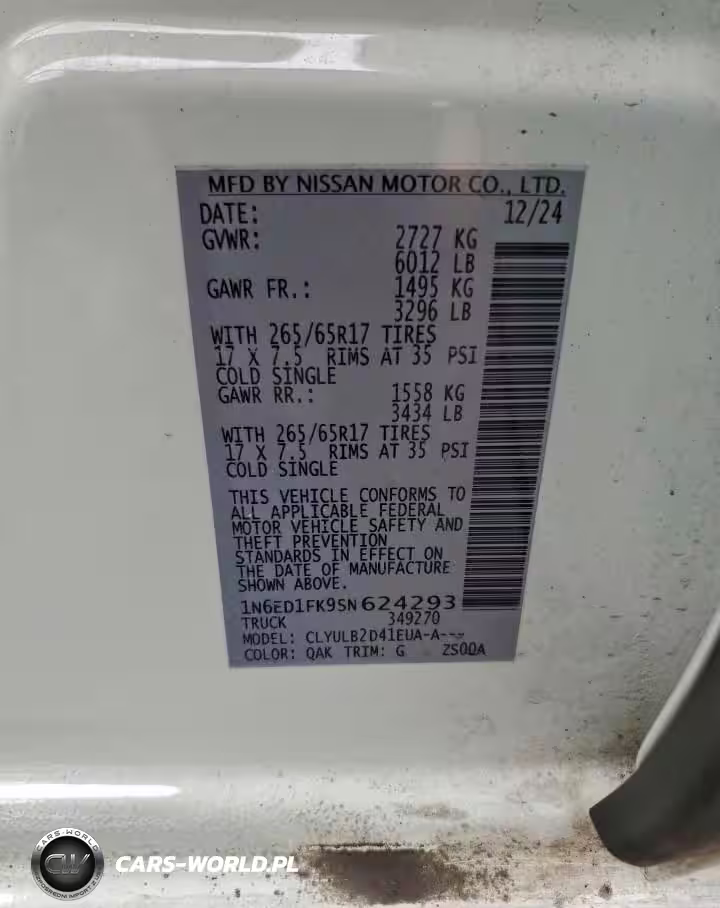 MFD BY NISSAN MOTOR CO., LTD.
DATE: 12/24
GVWR: 2727 KG
6012 LB
GAWR FR.: 1495 KG
3296 LB
WITH 265/65R17 TIRES
17 X 7.5 RIMS AT 35 PSI
COLD SINGLE
GAWR RR.: 1558 KG
3434 LB
WITH 265/65R17 TIRES
17 X 7.5 RIMS AT 35 PSI
COLD SINGLE
THIS VEHICLE CONFORMS TO
ALL APPLICABLE FEDERAL
MOTOR VEHICLE SAFETY AND
THEFT PREVENTION
STANDARDS IN EFFECT ON
THE DATE OF MANUFACTURE
SHOWN ABOVE.
1N6ED1FK9SN624293
TRUCK 349270
MODEL: CLYULB2D41EUA-A---
COLOR: QAK TRIM: G ZS00A
CARS-WORLD
CW
CARS-WORLD.PL